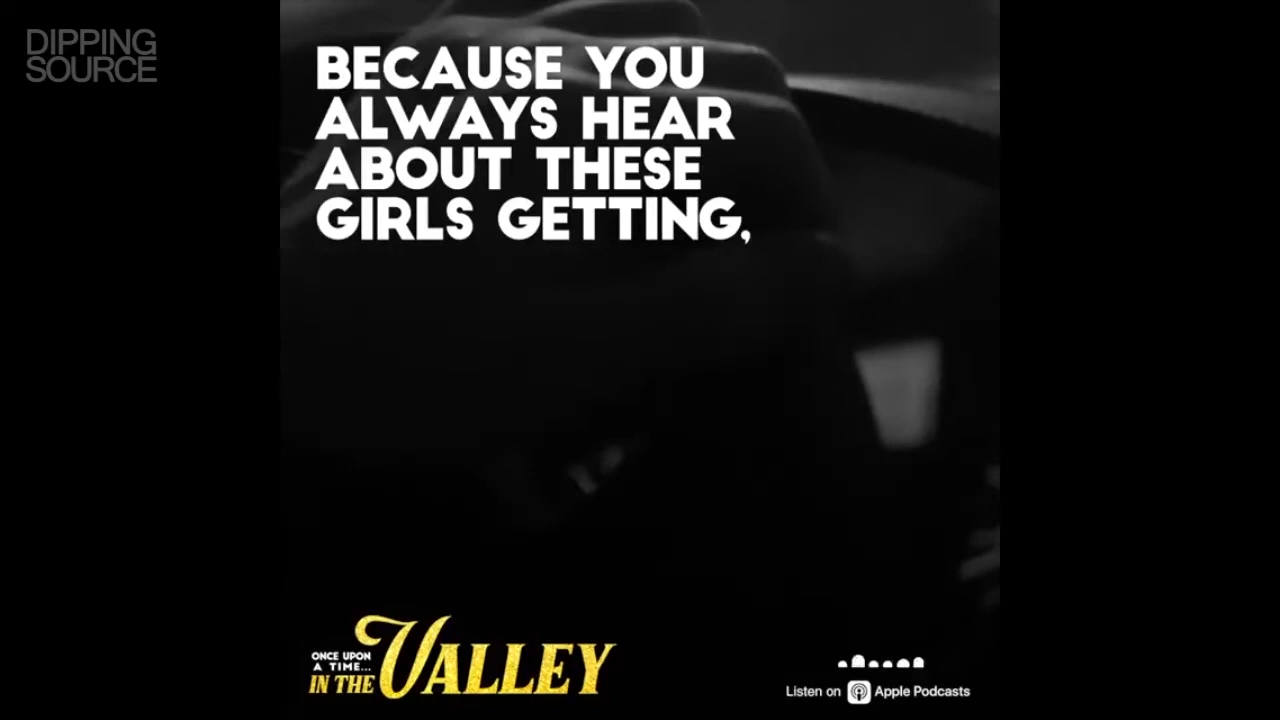 DIPPING
SOURCE
BECAUSE YOU
ALWAYS HEAR
ABOUT THESE
GIRLS GETTING,
ONCE UPON
A TIME...
IN THE VALLEY
Listen on Apple Podcasts